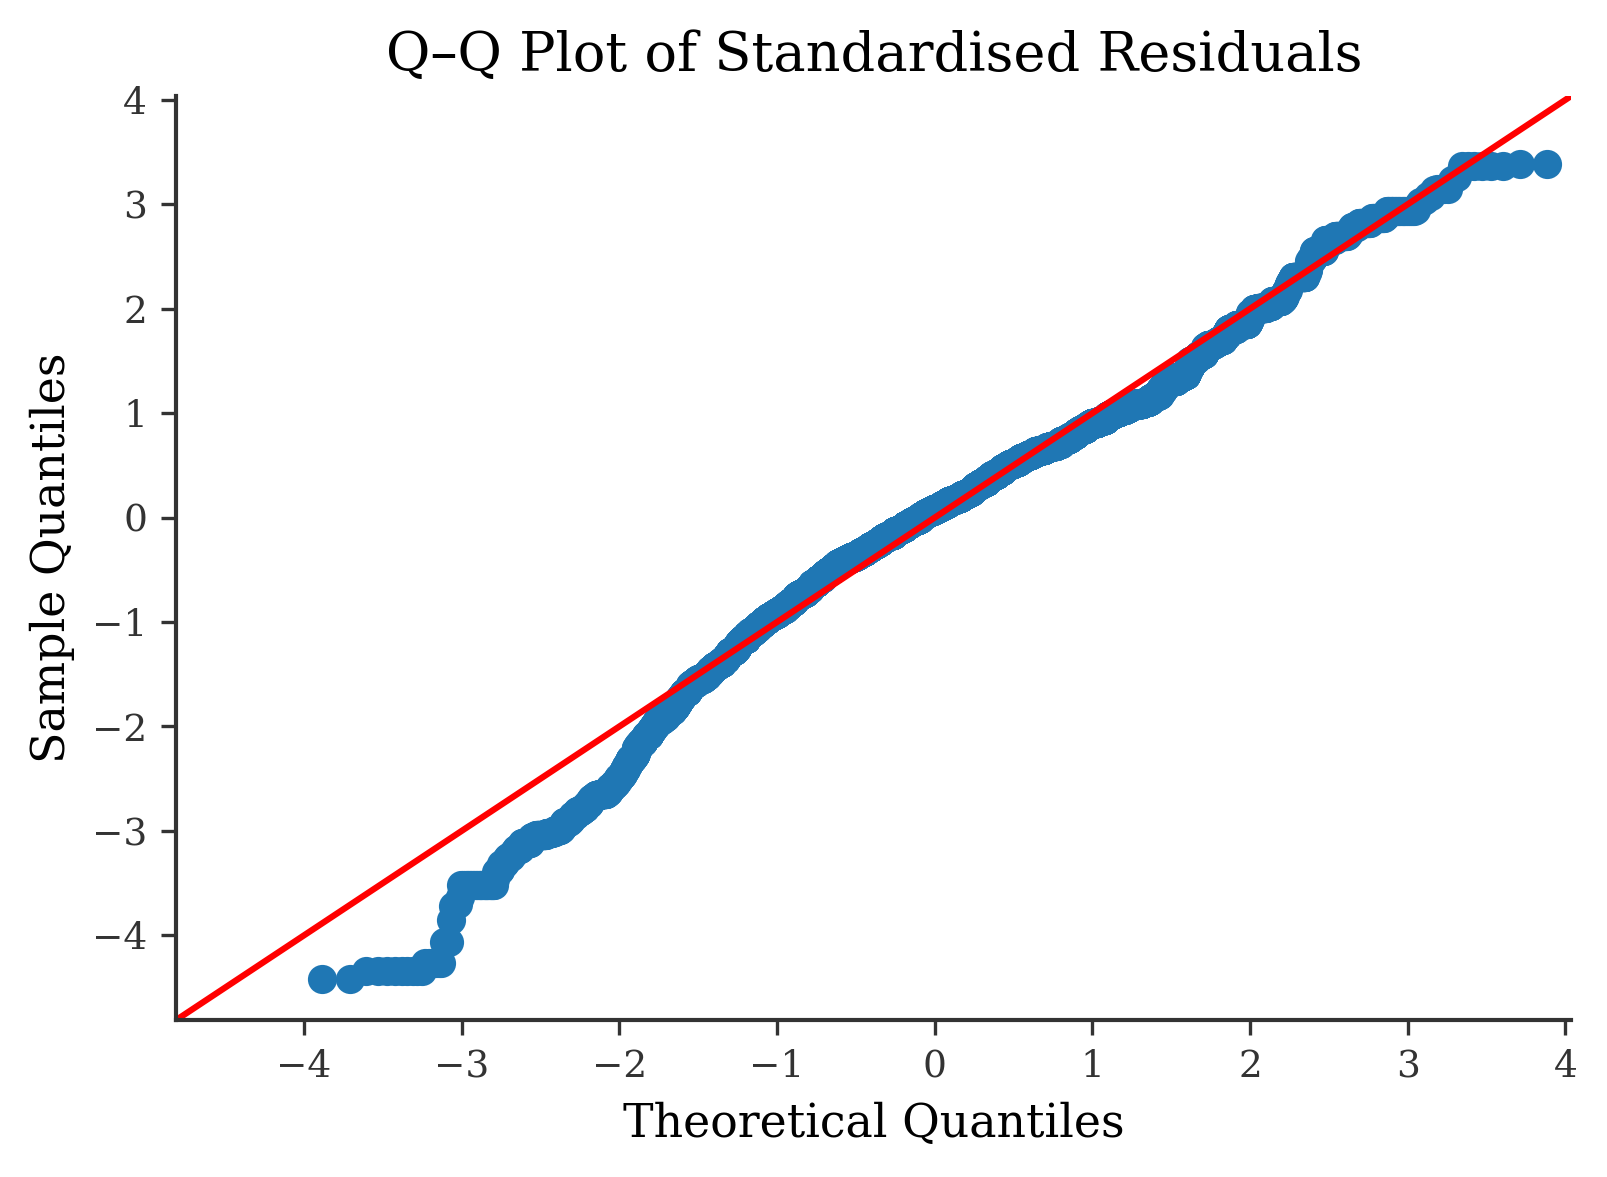 Q–Q Plot of Standardised Residuals
4
3
2
1
0
−1
−2
−3
−4
Sample Quantiles
−4 −3 −2 −1 0 1 2 3 4
Theoretical Quantiles